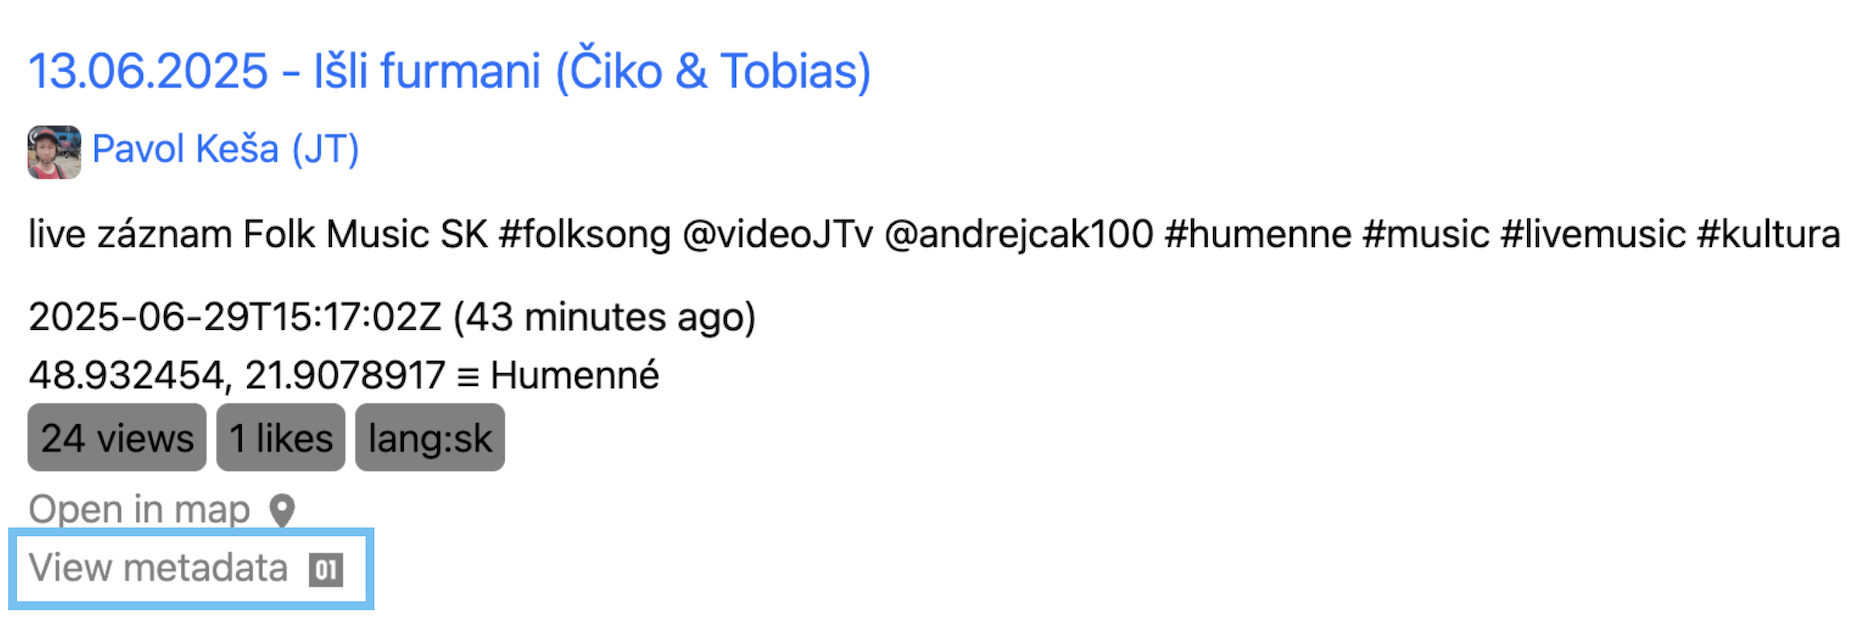 13.06.2025 - Išli furmani (Čiko & Tobias)
Pavol Keša (JT)
live záznam Folk Music SK #folksong @videoJTv @andrejcak100 #humenne #music #livemusic #kultura
2025-06-29T15:17:02Z (43 minutes ago)
48.932454, 21.9078917 ≡ Humenné
24 views 1 likes lang:sk
Open in map
View metadata 01